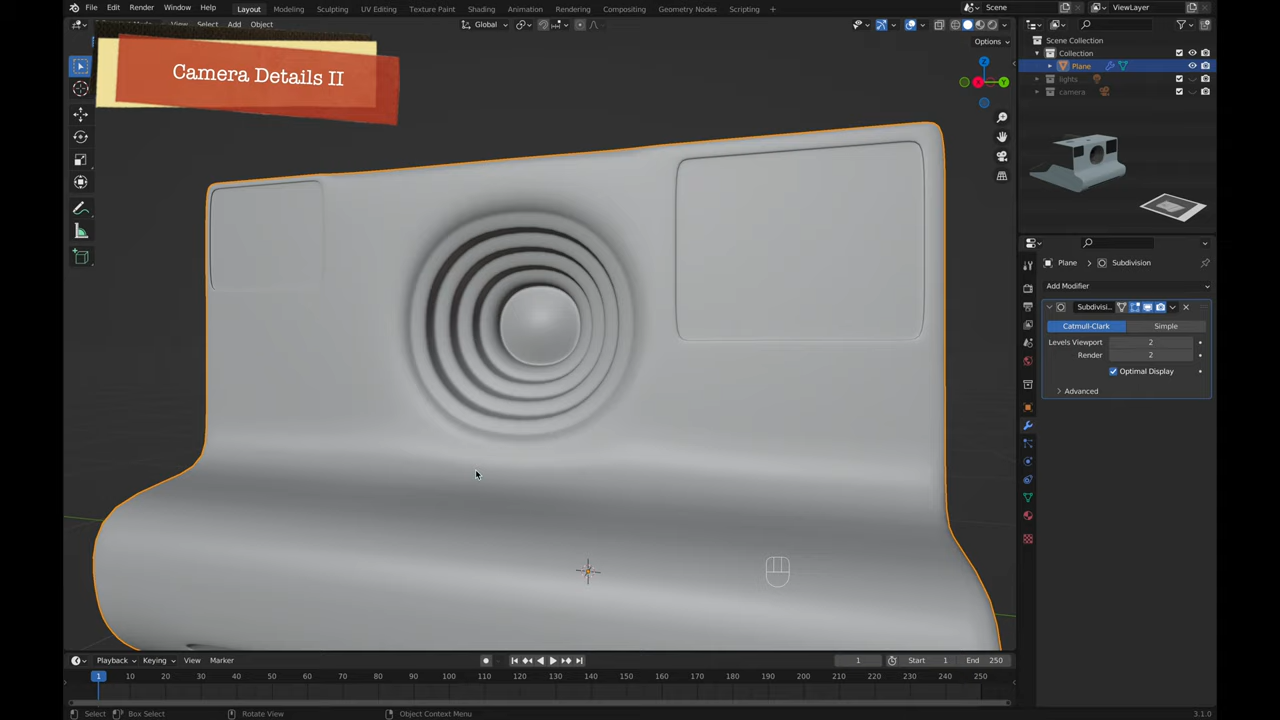 File Edit Render Window Help Layout Modeling Sculpting UV Editing Texture Paint Shading Animation Rendering Compositing Geometry Nodes Scripting Scene ViewLayer
View Select Add Object Global
Options
Camera Details II
Scene Collection
Collection
Plane
lights
camera
Plane Subdivision
Add Modifier
Subdivisi...
Catmull-Clark Simple
Levels Viewport 2
Render 2
Optimal Display
Advanced
Playback Keying View Marker 1 Start 1 End 250
1 10 20 30 40 50 60 70 80 90 100 110 120 130 140 150 160 170 180 190 200 210 220 230 240 250
Select Box Select Rotate View Object Context Menu 3.1.0